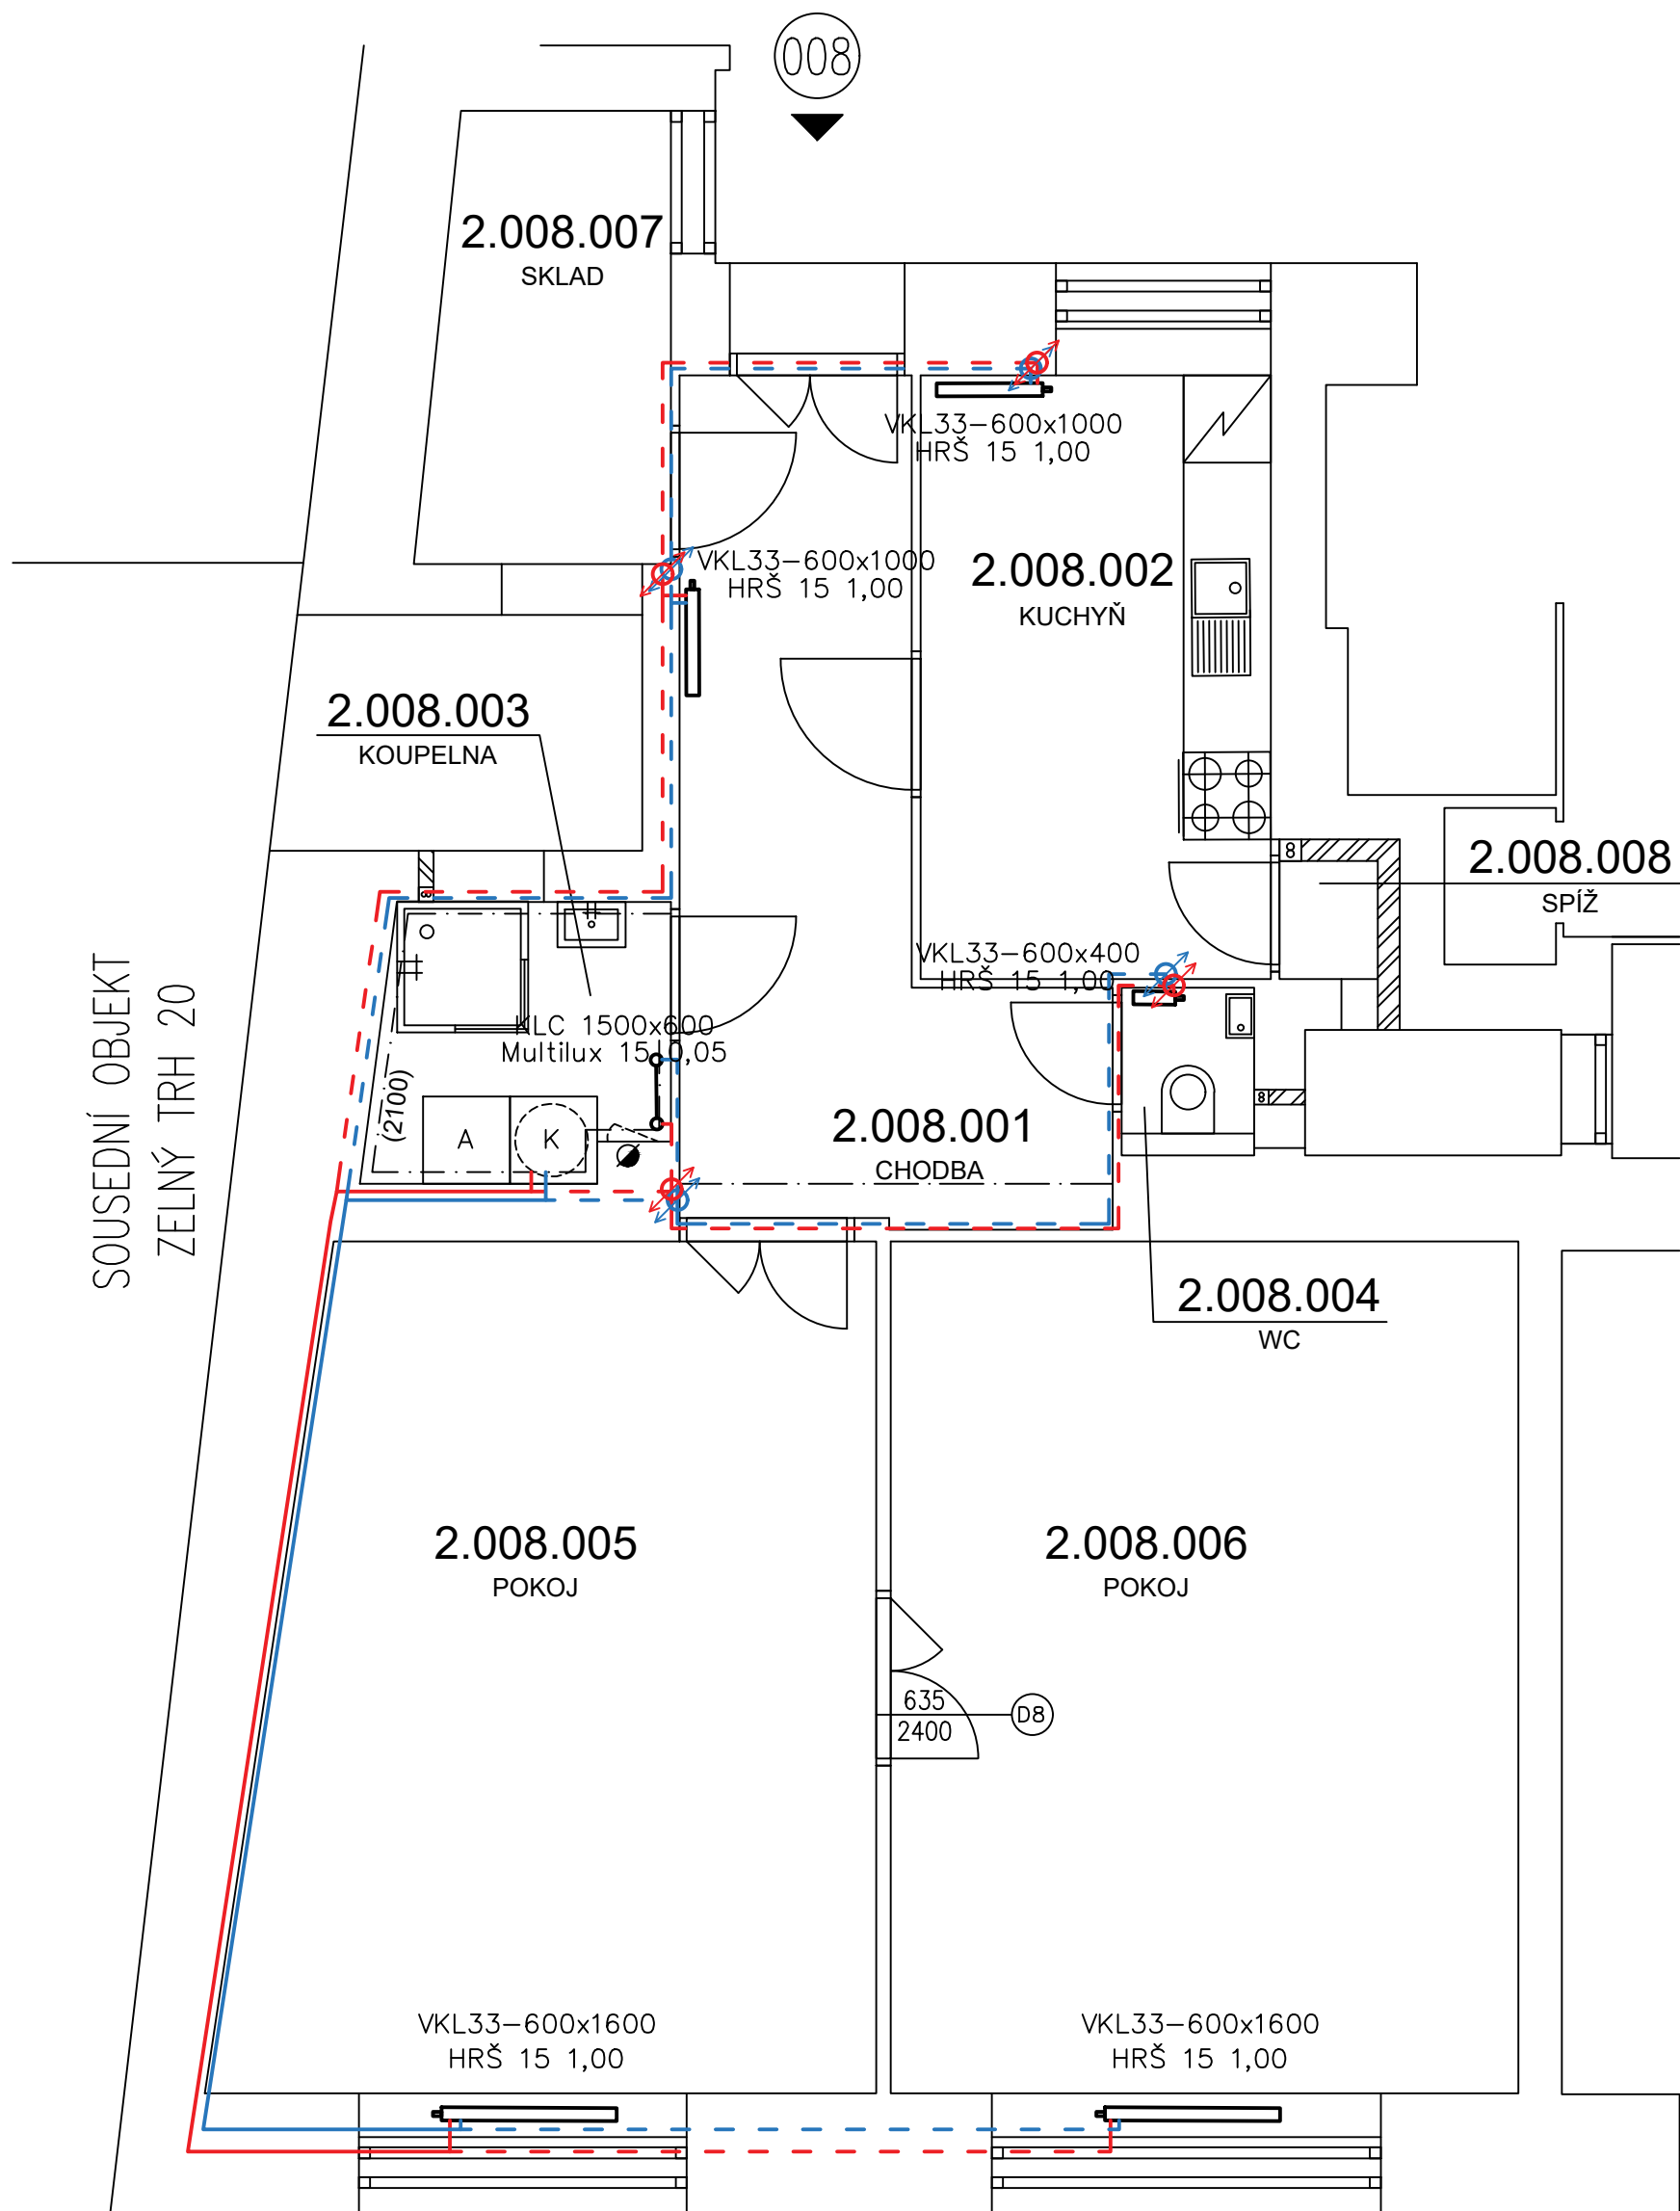 008
2.008.007
SKLAD
VKL33-600x1000
HRŠ 15 1,00
VKL33-600x1000
HRŠ 15 1,00
2.008.002
KUCHYŇ
2.008.003
KOUPELNA
8
2.008.008
SPÍŽ
8
VKL33-600x400
HRŠ 15 1,00
SOUSEDNÍ OBJEKT
ZELNÝ TRH 20
KLC 1500x600
Multilux 15 0,05
(2100)
A
K
8
2.008.001
CHODBA
2.008.004
WC
2.008.005
POKOJ
2.008.006
POKOJ
635
2400
D8
VKL33-600x1600
HRŠ 15 1,00
VKL33-600x1600
HRŠ 15 1,00